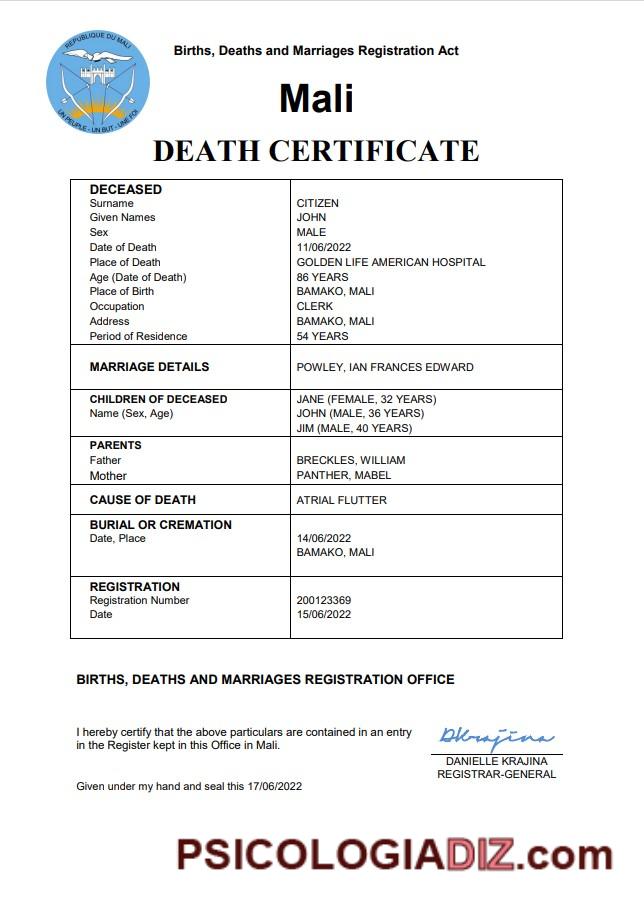 REPUBLIQUE DU MALI
UN PEUPLE - UN BUT - UNE FOI
Births, Deaths and Marriages Registration Act
Mali
DEATH CERTIFICATE
DECEASED
Surname CITIZEN
Given Names JOHN
Sex MALE
Date of Death 11/06/2022
Place of Death GOLDEN LIFE AMERICAN HOSPITAL
Age (Date of Death) 86 YEARS
Place of Birth BAMAKO, MALI
Occupation CLERK
Address BAMAKO, MALI
Period of Residence 54 YEARS
MARRIAGE DETAILS POWLEY, IAN FRANCES EDWARD
CHILDREN OF DECEASED JANE (FEMALE, 32 YEARS)
Name (Sex, Age) JOHN (MALE, 36 YEARS)
JIM (MALE, 40 YEARS)
PARENTS
Father BRECKLES, WILLIAM
Mother PANTHER, MABEL
CAUSE OF DEATH ATRIAL FLUTTER
BURIAL OR CREMATION
Date, Place 14/06/2022
BAMAKO, MALI
REGISTRATION
Registration Number 200123369
Date 15/06/2022
BIRTHS, DEATHS AND MARRIAGES REGISTRATION OFFICE
I hereby certify that the above particulars are contained in an entry
in the Register kept in this Office in Mali.
DKrajina
DANIELLE KRAJINA
REGISTRAR-GENERAL
Given under my hand and seal this 17/06/2022
PSICOLOGIADIZ.com